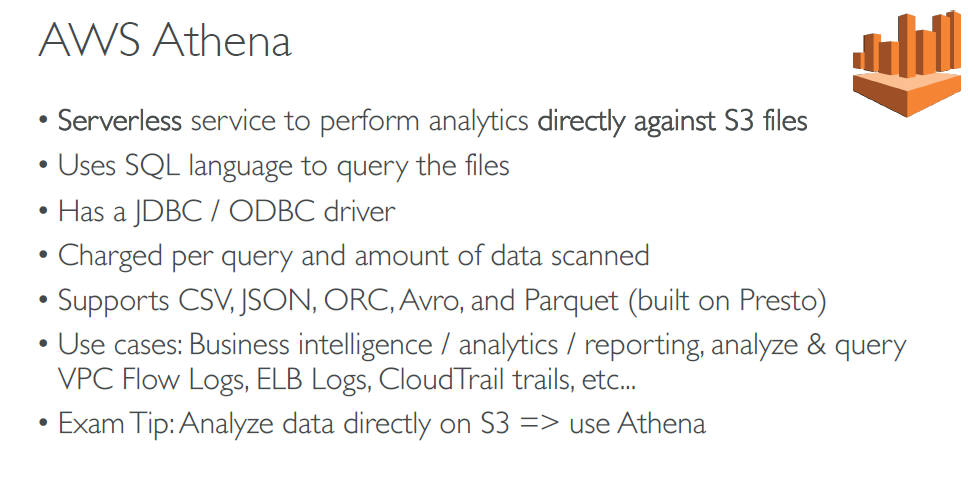 AWS Athena
• Serverless service to perform analytics directly against S3 files
• Uses SQL language to query the files
• Has a JDBC / ODBC driver
• Charged per query and amount of data scanned
• Supports CSV, JSON, ORC, Avro, and Parquet (built on Presto)
• Use cases: Business intelligence / analytics / reporting, analyze & query
VPC Flow Logs, ELB Logs, CloudTrail trails, etc...
• Exam Tip: Analyze data directly on S3 => use Athena